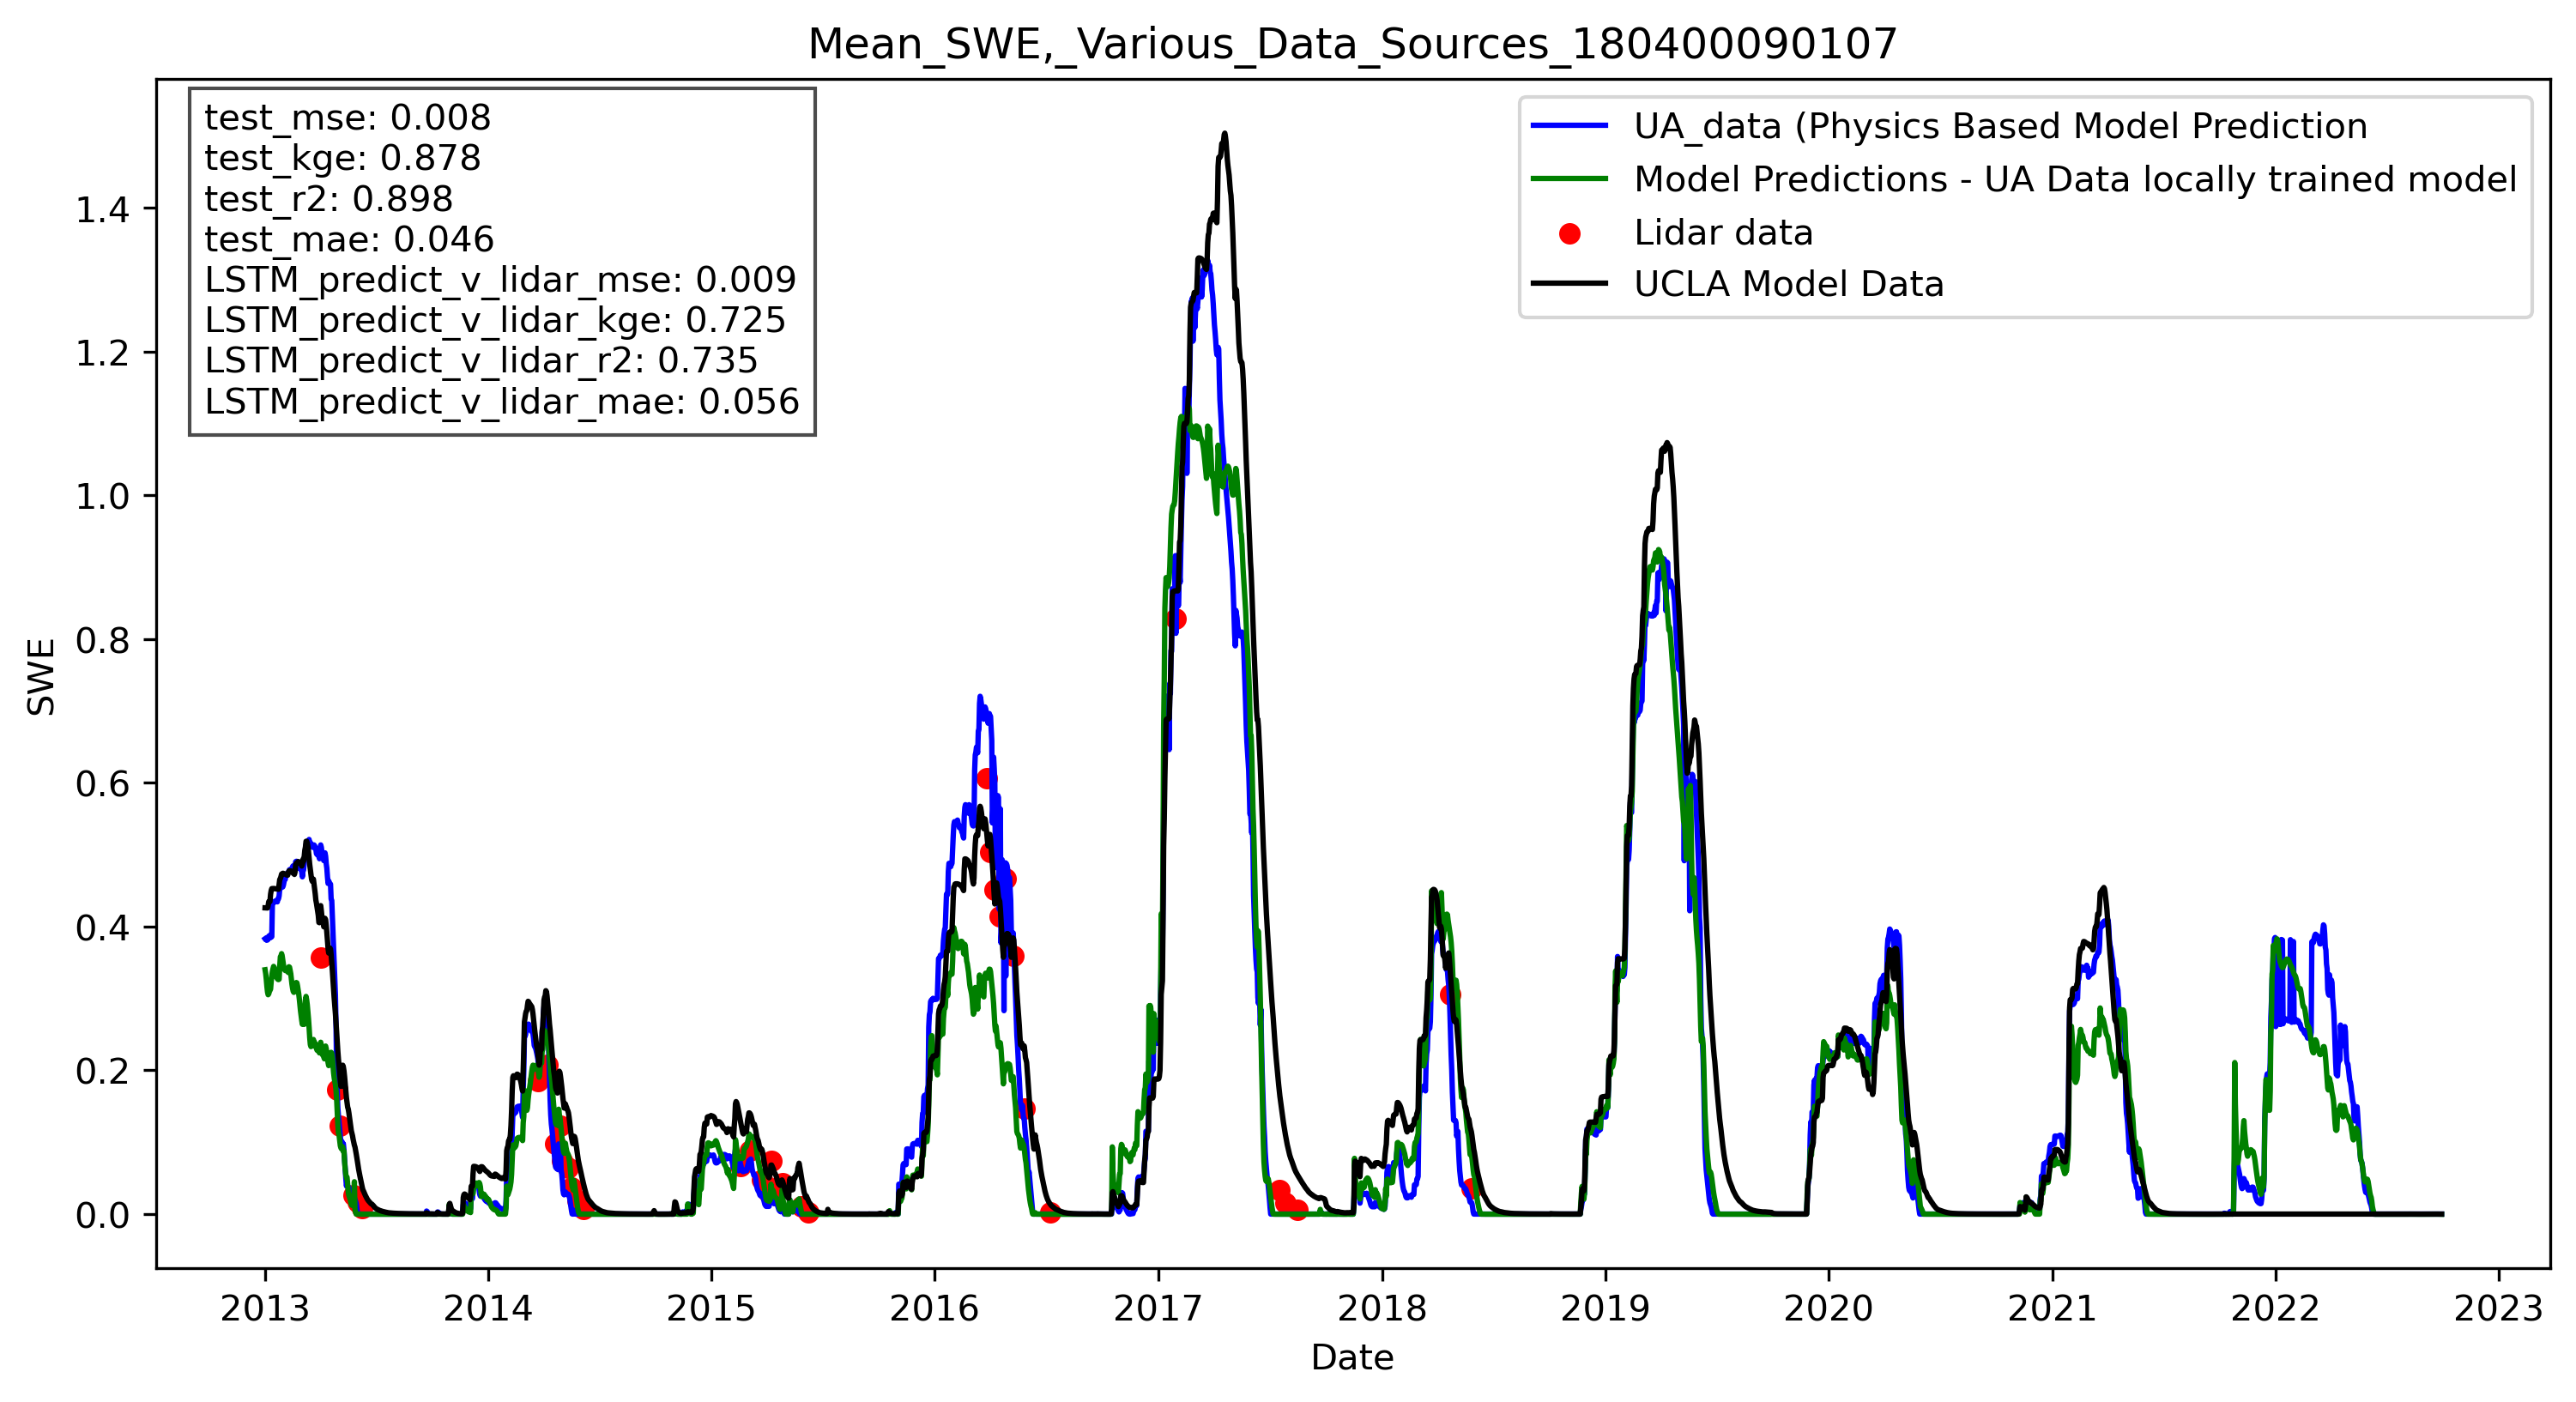 Mean_SWE,_Various_Data_Sources_180400090107
test_mse: 0.008
test_kge: 0.878
test_r2: 0.898
test_mae: 0.046
LSTM_predict_v_lidar_mse: 0.009
LSTM_predict_v_lidar_kge: 0.725
LSTM_predict_v_lidar_r2: 0.735
LSTM_predict_v_lidar_mae: 0.056
UA_data (Physics Based Model Prediction
Model Predictions - UA Data locally trained model
Lidar data
UCLA Model Data
SWE
1.4
1.2
1.0
0.8
0.6
0.4
0.2
0.0
2013 2014 2015 2016 2017 2018 2019 2020 2021 2022 2023
Date